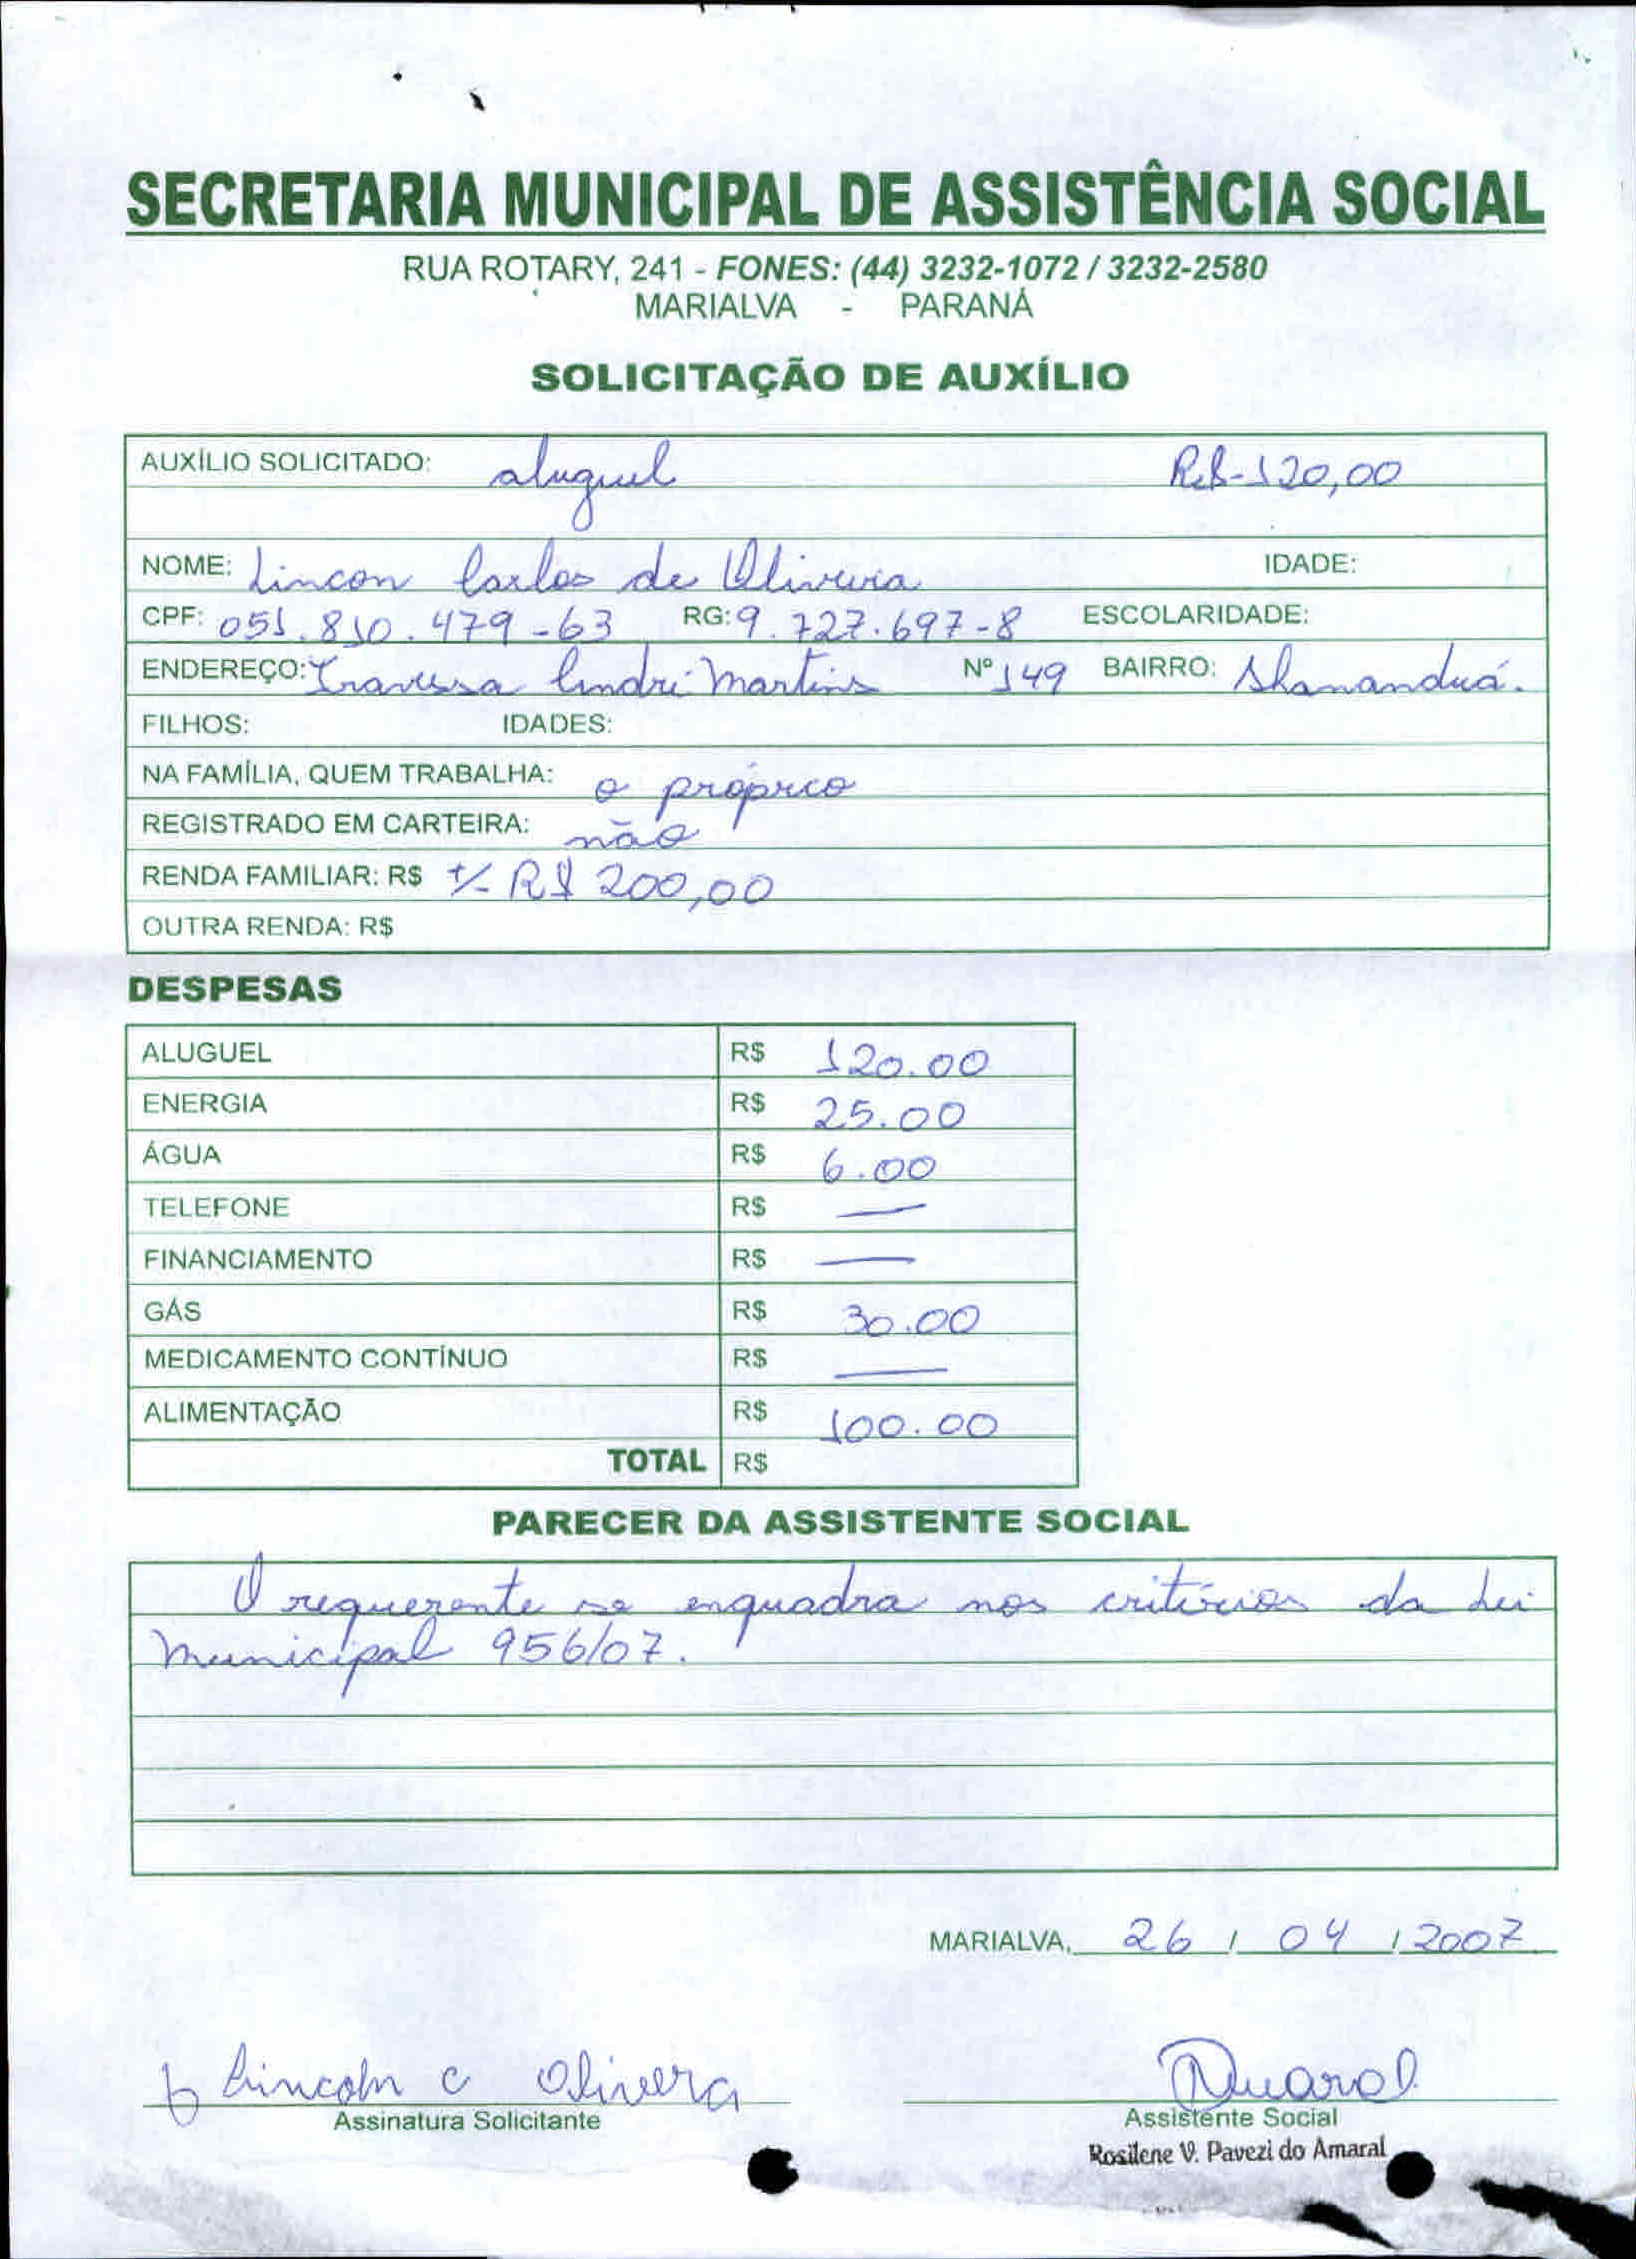 SECRETARIA MUNICIPAL DE ASSISTÊNCIA SOCIAL
RUA ROTARY, 241 - FONES: (44) 3232-1072 / 3232-2580
MARIALVA - PARANÁ
SOLICITAÇÃO DE AUXÍLIO
AUXÍLIO SOLICITADO: aluguel R$-120,00
NOME: Lincon Carlos de Oliveira IDADE:
CPF: 051.810.479-63 RG: 9.727.697-8 ESCOLARIDADE:
ENDEREÇO: Travessa André Martins Nº 149 BAIRRO: Shananduá.
FILHOS: IDADES:
NA FAMÍLIA, QUEM TRABALHA: o próprio
REGISTRADO EM CARTEIRA: não
RENDA FAMILIAR: R$ +/- R$ 200,00
OUTRA RENDA: R$
DESPESAS
ALUGUEL R$ 120.00
ENERGIA R$ 25.00
ÁGUA R$ 6.00
TELEFONE R$ —
FINANCIAMENTO R$ —
GÁS R$ 30.00
MEDICAMENTO CONTÍNUO R$ —
ALIMENTAÇÃO R$ 100.00
TOTAL R$
PARECER DA ASSISTENTE SOCIAL
O requerente se enquadra nos critérios da Lei
Municipal 956/07.
MARIALVA, 26 / 04 / 2007
Lincoln C Olivera
Assinatura Solicitante
Assistente Social
Rosilene V. Pavezi do Amaral